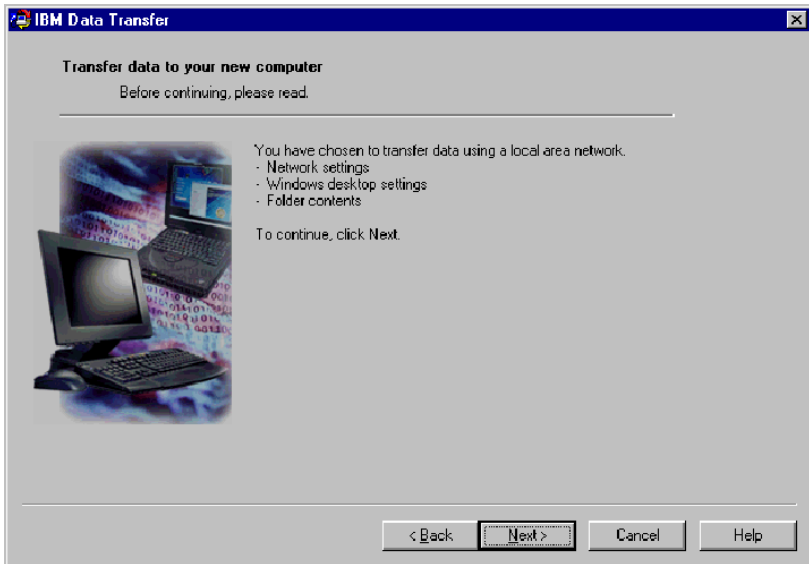 IBM Data Transfer
Transfer data to your new computer
Before continuing, please read.
You have chosen to transfer data using a local area network.
- Network settings
- Windows desktop settings
- Folder contents
To continue, click Next.
< Back Next > Cancel Help